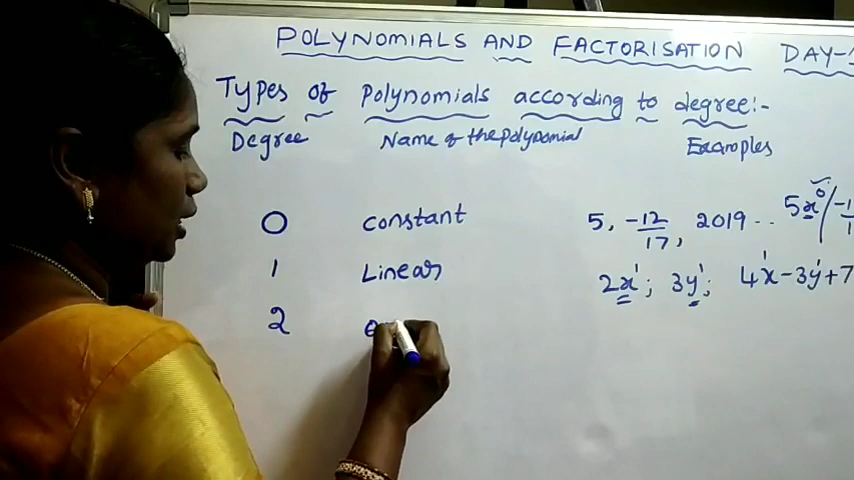 POLYNOMIALS AND FACTORISATION DAY-
Types of polynomials according to degree:-
Degree Name of the polynomial Examples
0 constant 5, -12/17, 2019.. 5x⁰/-1
1 Linear 2x¹; 3y¹; 4x¹-3y¹+7
2